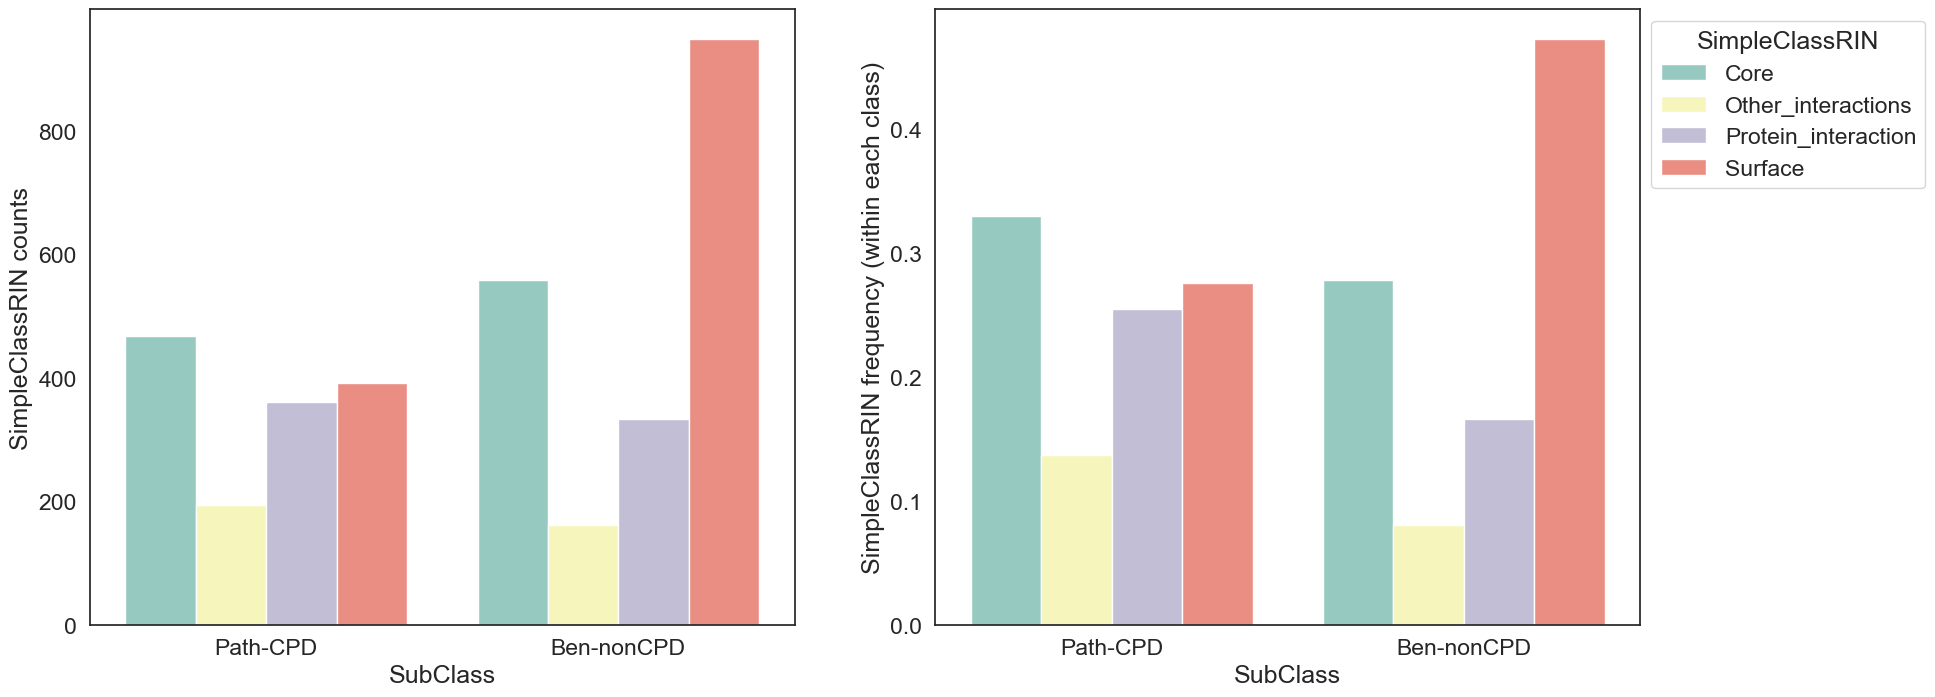 SimpleClassRIN counts
800
600
400
200
0
Path-CPD
Ben-nonCPD
SubClass
SimpleClassRIN frequency (within each class)
0.4
0.3
0.2
0.1
0.0
Path-CPD
Ben-nonCPD
SubClass
SimpleClassRIN
Core
Other_interactions
Protein_interaction
Surface